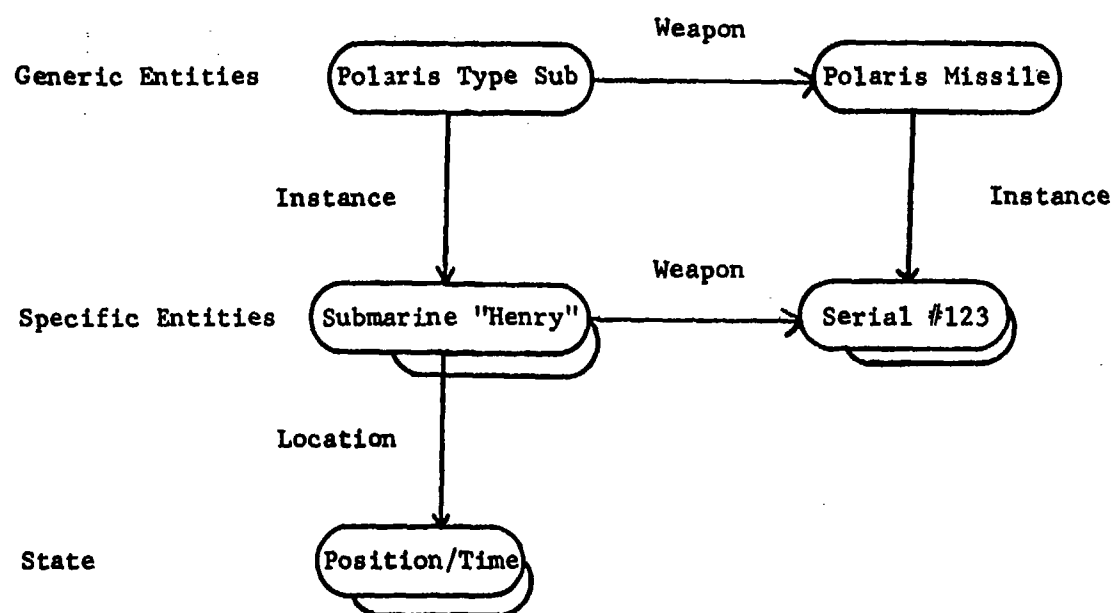 Weapon
Generic Entities Polaris Type Sub Polaris Missile
Instance Instance
Weapon
Specific Entities Submarine "Henry" Serial #123
Location
State Position/Time